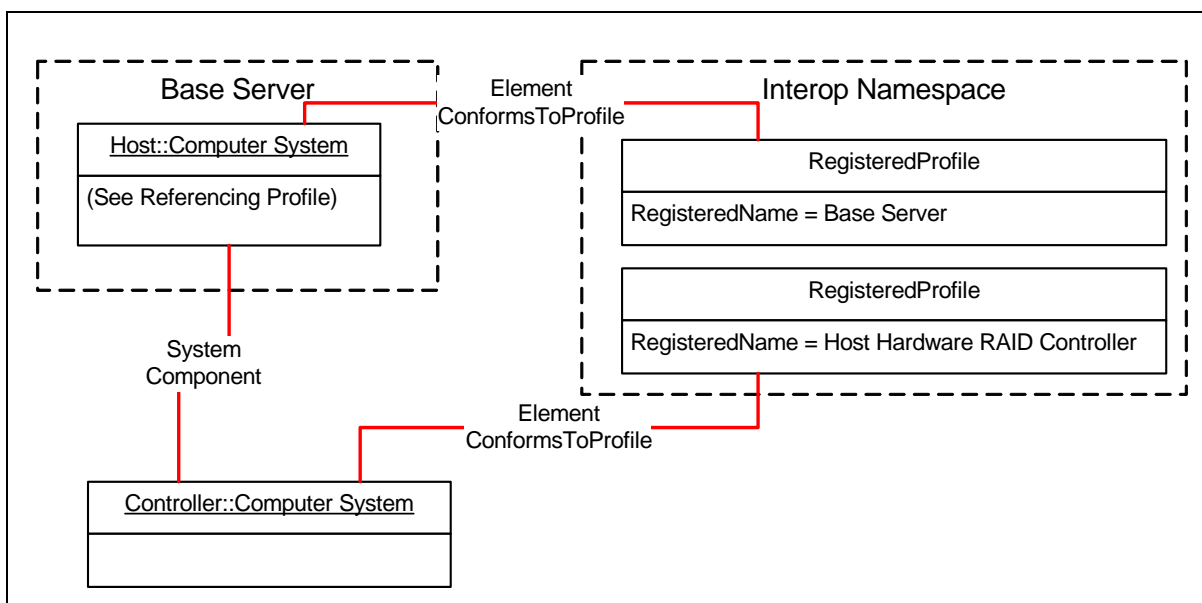 Base Server
Element
ConformsToProfile
Interop Namespace
Host::Computer System
(See Referencing Profile)
RegisteredProfile
RegisteredName = Base Server
RegisteredProfile
RegisteredName = Host Hardware RAID Controller
System
Component
Element
ConformsToProfile
Controller::Computer System